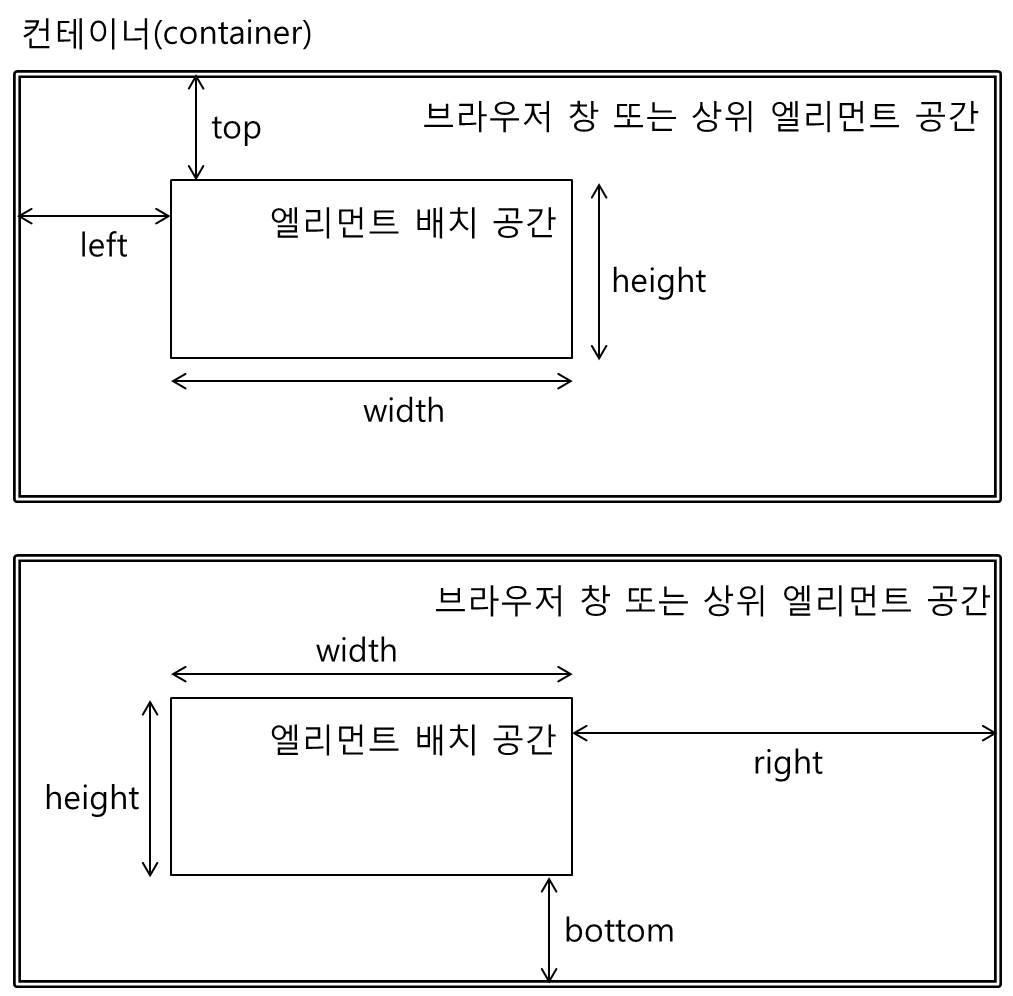 컨테이너(container)
브라우저 창 또는 상위 엘리먼트 공간
top
엘리먼트 배치 공간
left
height
width
브라우저 창 또는 상위 엘리먼트 공간
width
엘리먼트 배치 공간
right
height
bottom